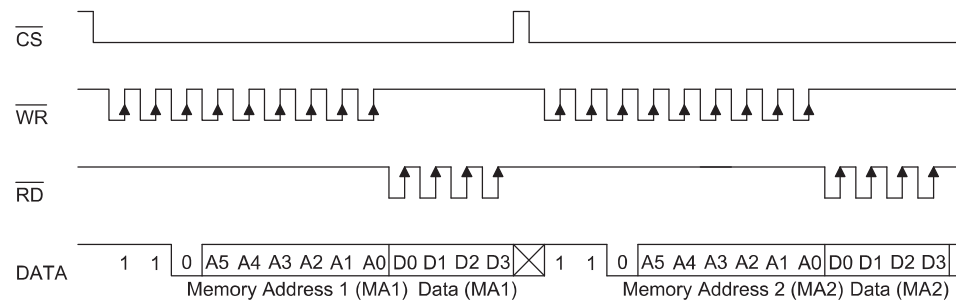 CS
WR
RD
DATA 1 1 0 A5 A4 A3 A2 A1 A0 D0 D1 D2 D3 1 1 0 A5 A4 A3 A2 A1 A0 D0 D1 D2 D3
Memory Address 1 (MA1) Data (MA1) Memory Address 2 (MA2) Data (MA2)